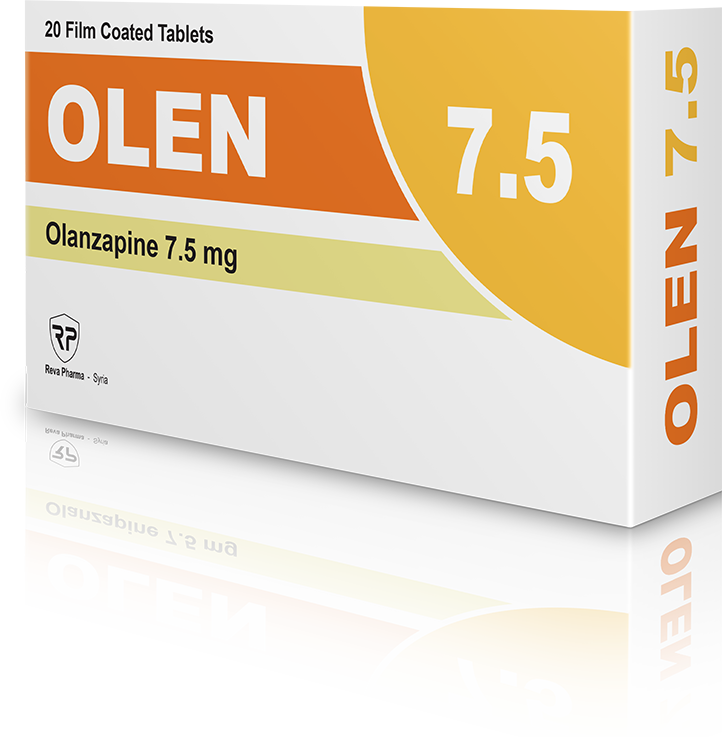 20 Film Coated Tablets
OLEN
7.5
Olanzapine 7.5 mg
RP
Reva Pharma - Syria
OLEN 7.5